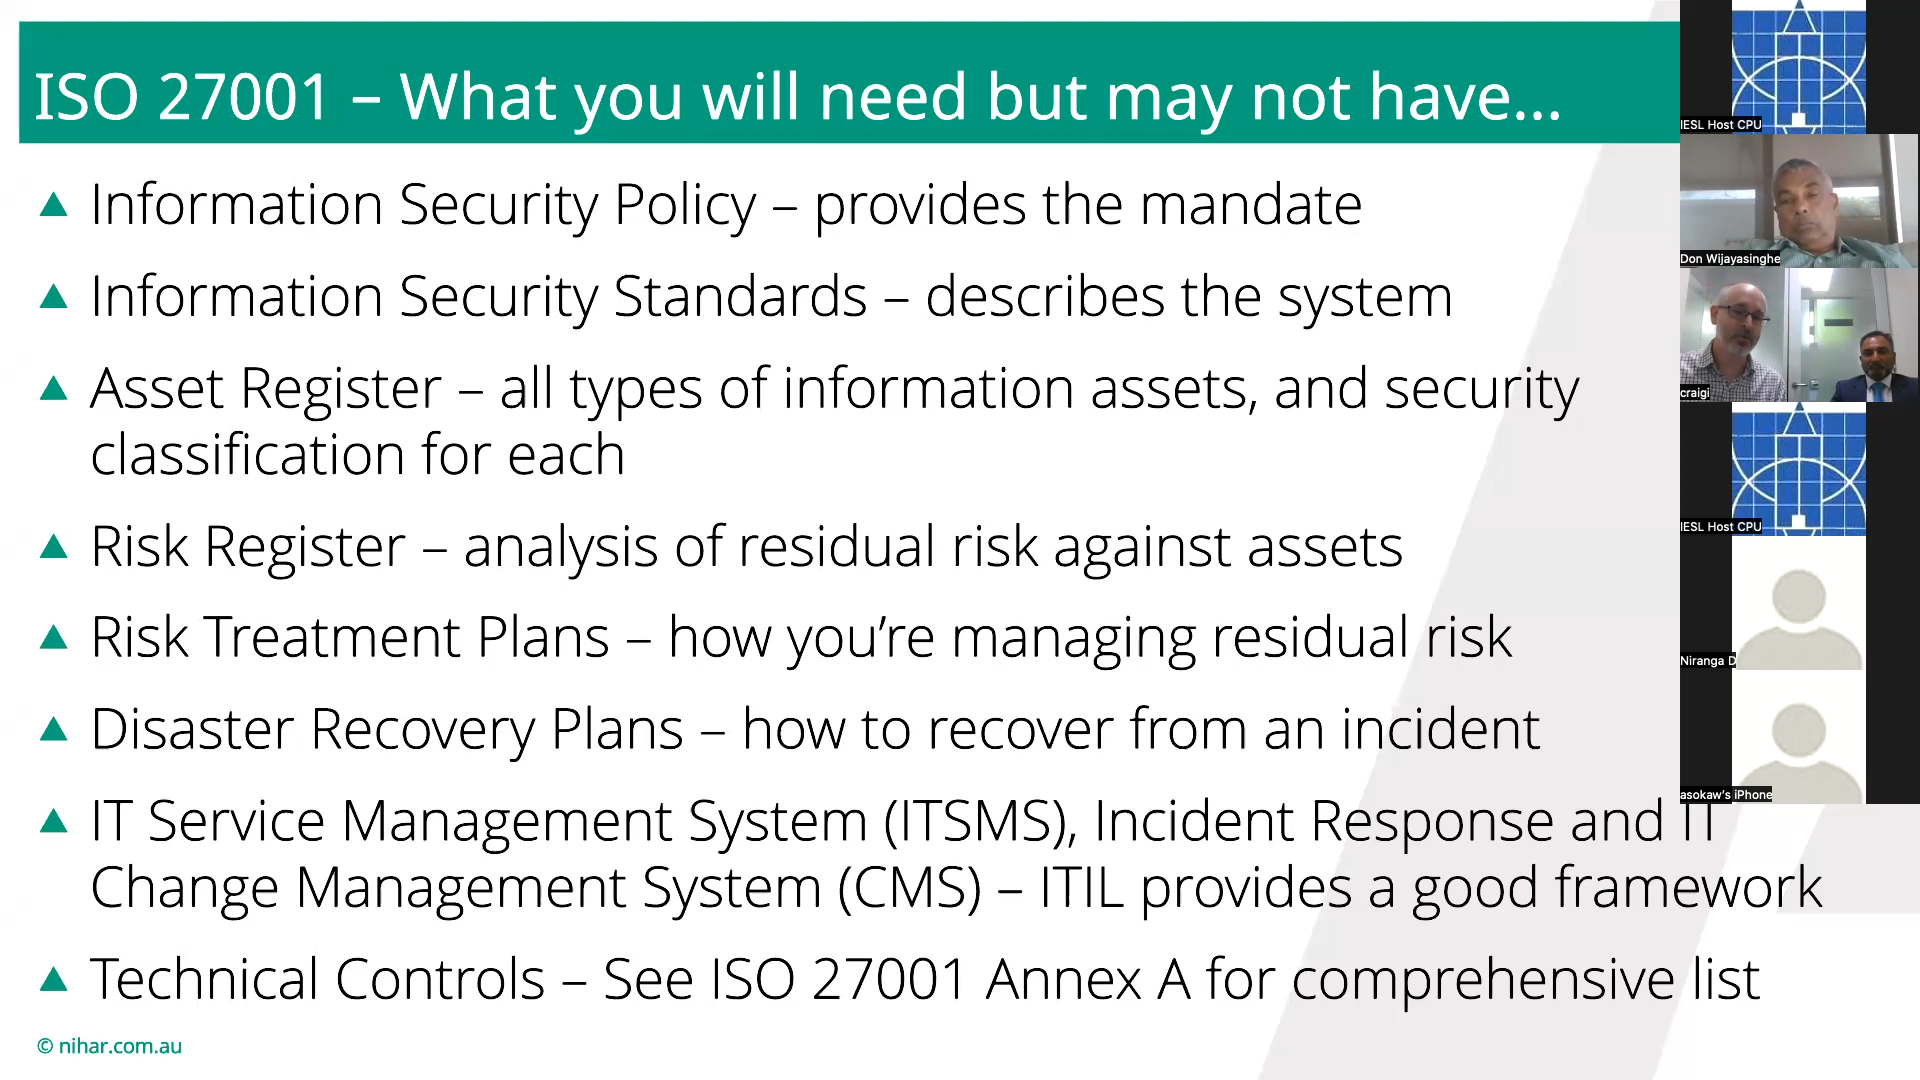 ISO 27001 – What you will need but may not have...
Information Security Policy – provides the mandate
Information Security Standards – describes the system
Asset Register – all types of information assets, and security
classification for each
Risk Register – analysis of residual risk against assets
Risk Treatment Plans – how you’re managing residual risk
Disaster Recovery Plans – how to recover from an incident
IT Service Management System (ITSMS), Incident Response and IT
Change Management System (CMS) – ITIL provides a good framework
Technical Controls – See ISO 27001 Annex A for comprehensive list
© nihar.com.au
IESL Host CPU
Don Wijayasinghe
craigi
IESL Host CPU
Niranga D
asokaw’s iPhone